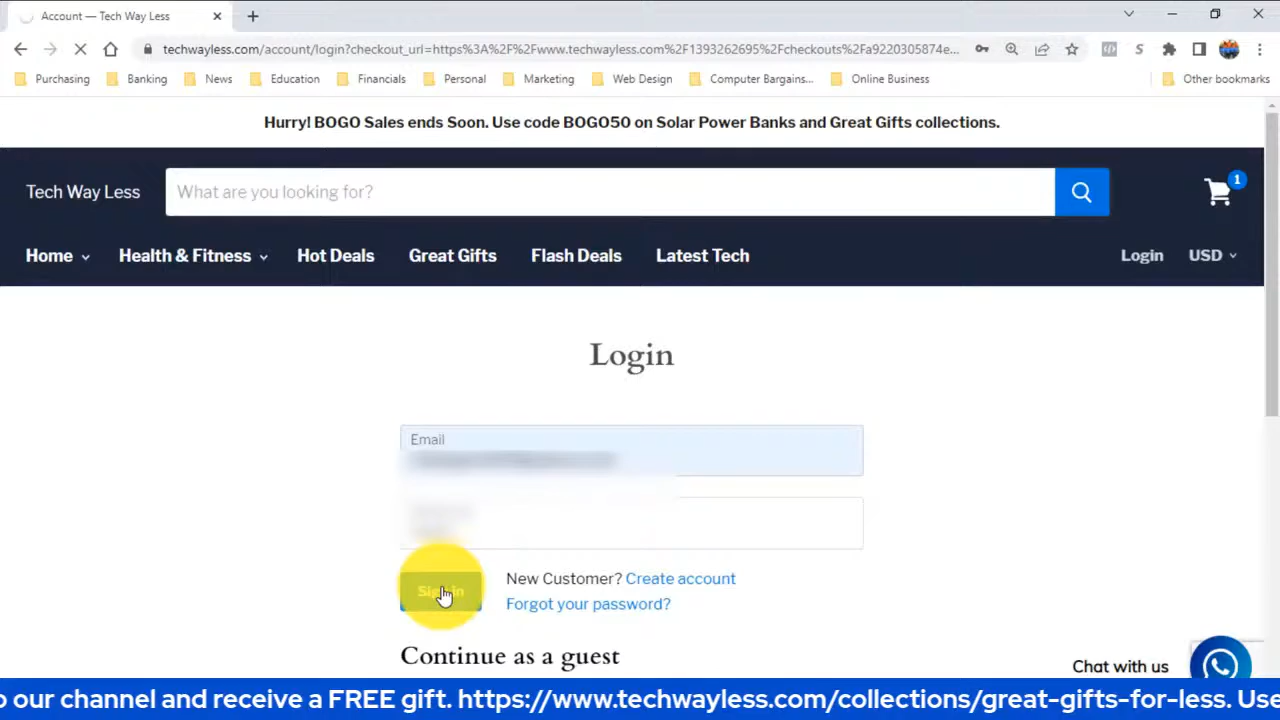 Account — Tech Way Less
techwayless.com/account/login?checkout_url=https%3A%2F%2Fwww.techwayless.com%2F1393262695%2Fcheckouts%2Fa9220305874e...
Purchasing Banking News Education Financials Personal Marketing Web Design Computer Bargains... Online Business Other bookmarks
Hurry! BOGO Sales ends Soon. Use code BOGO50 on Solar Power Banks and Great Gifts collections.
Tech Way Less What are you looking for? 1
Home Health & Fitness Hot Deals Great Gifts Flash Deals Latest Tech Login USD
Login
Email
Sign in New Customer? Create account
Forgot your password?
Continue as a guest
Chat with us
o our channel and receive a FREE gift. https://www.techwayless.com/collections/great-gifts-for-less. Use